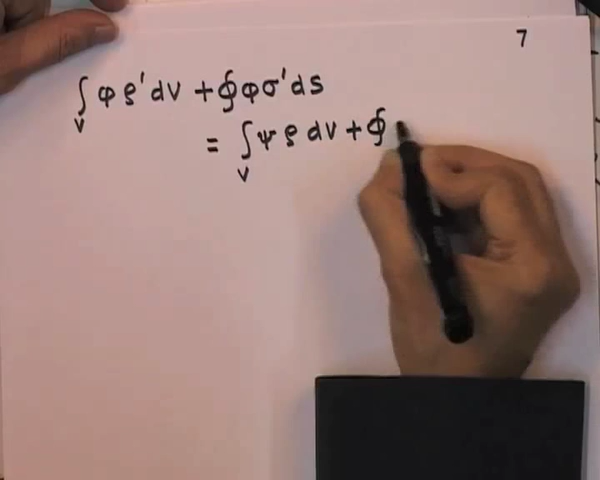 7
∫_V φ ρ' dV + ∮ φ σ' dS
= ∫_V ψ ρ dV + ∮